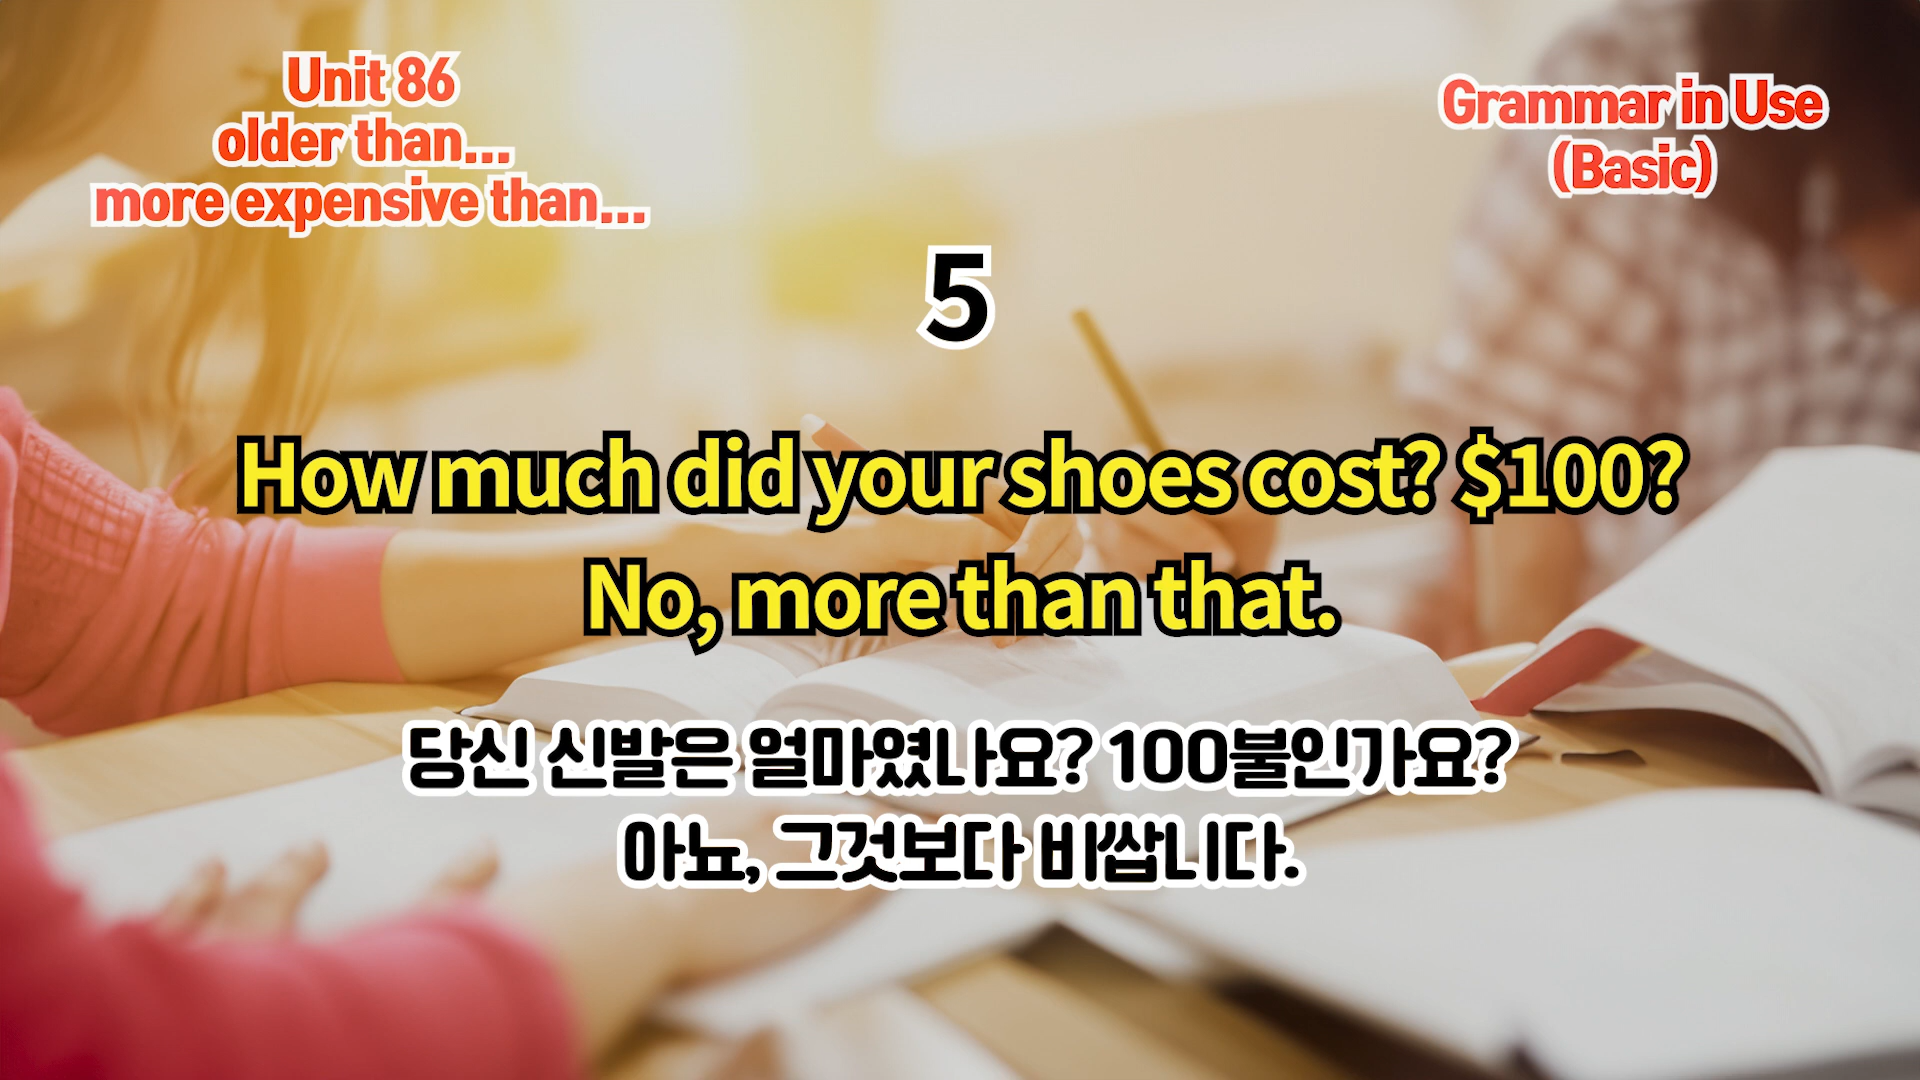 Unit 86
older than...
more expensive than...
Grammar in Use
(Basic)
5
How much did your shoes cost? $100?
No, more than that.
당신 신발은 얼마였나요? 100불인가요?
아뇨, 그것보다 비쌉니다.